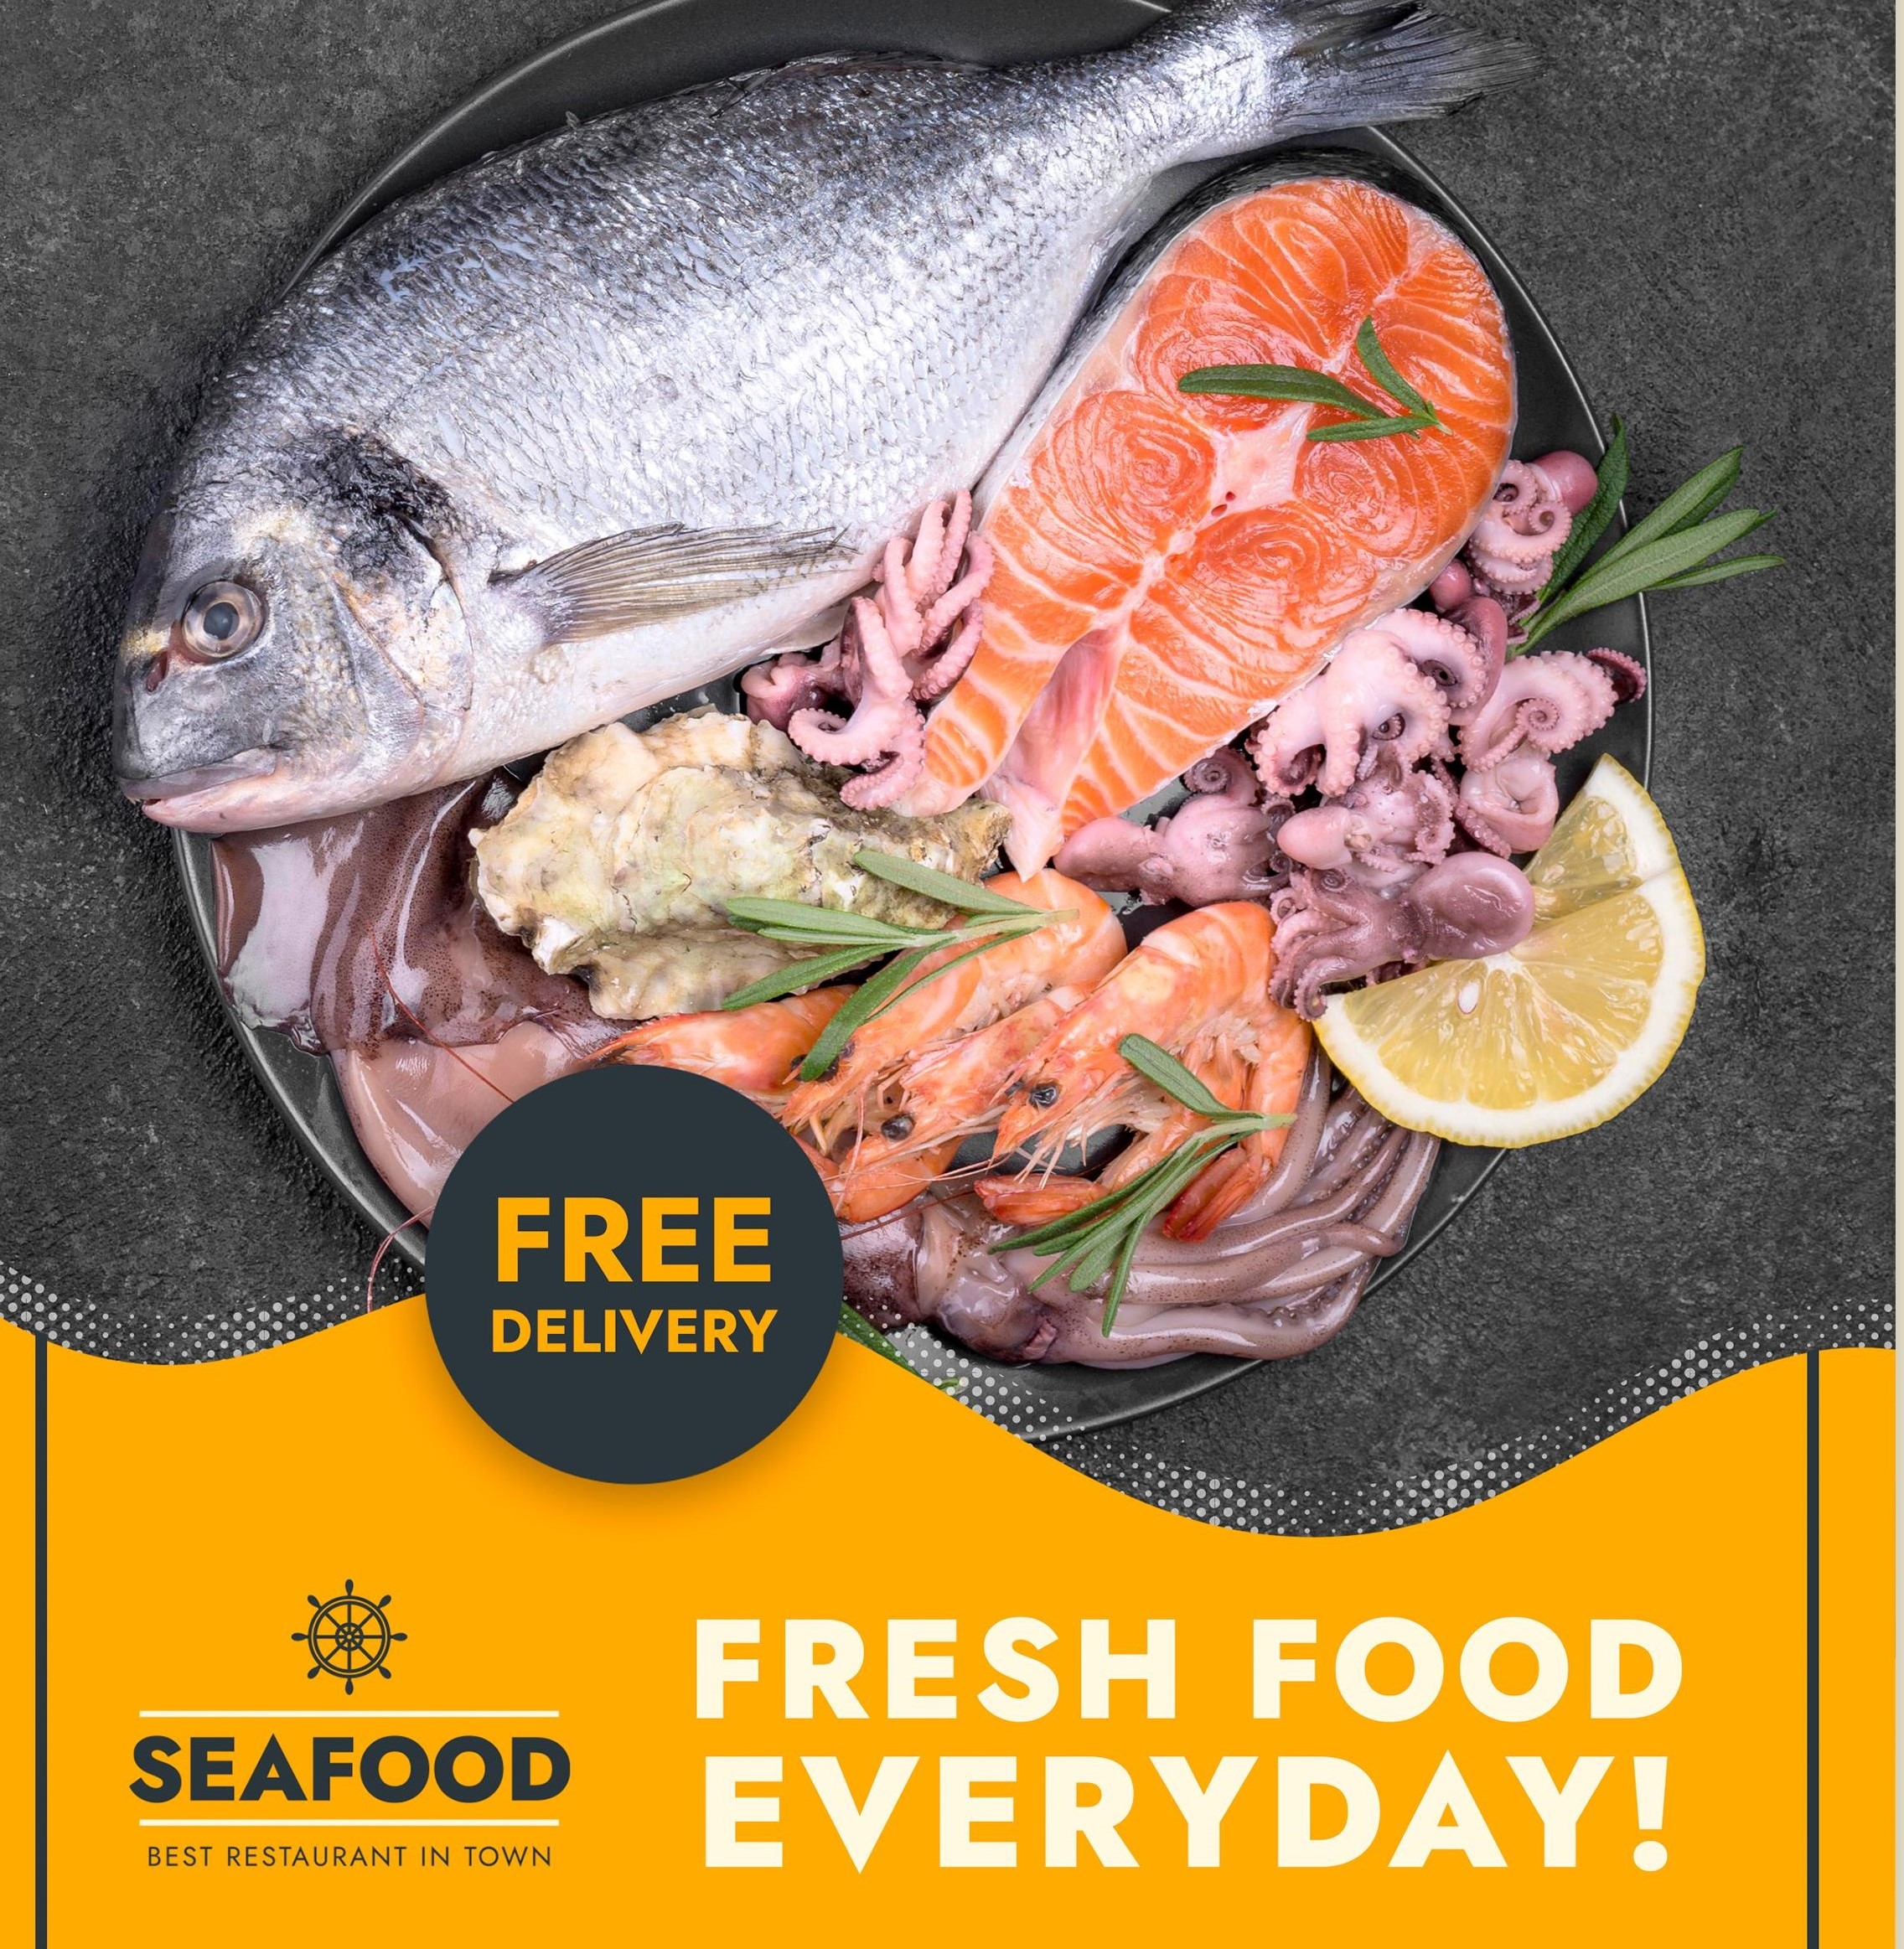 FREE
DELIVERY
SEAFOOD
BEST RESTAURANT IN TOWN
FRESH FOOD
EVERYDAY!